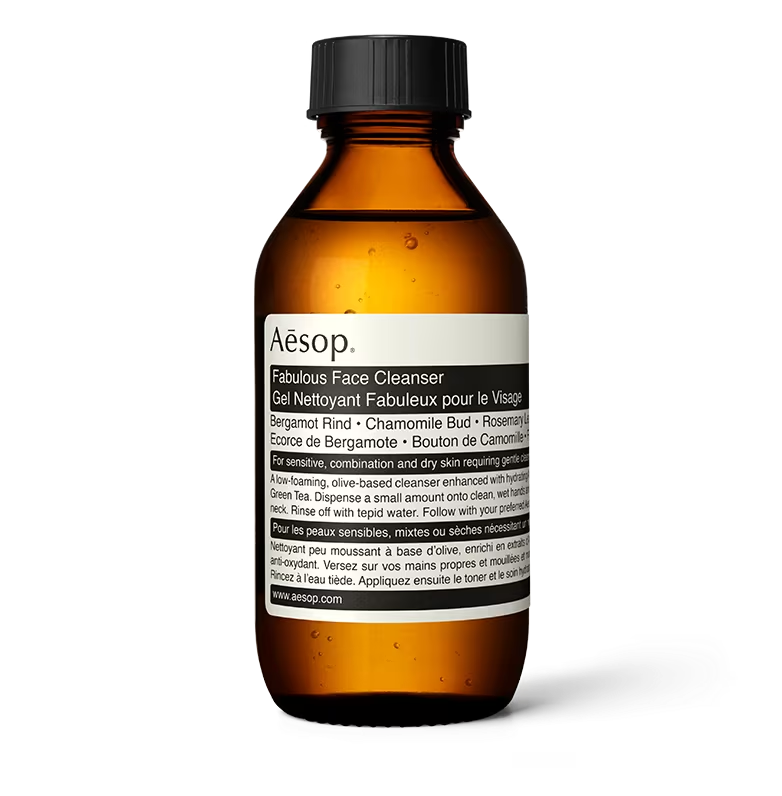 Aēsop®
Fabulous Face Cleanser
Gel Nettoyant Fabuleux pour le Visage
Bergamot Rind • Chamomile Bud • Rosemary
Ecorce de Bergamote • Bouton de Camomille •
For sensitive, combination and dry skin requiring gentle
A low-foaming, olive-based cleanser enhanced with hydrating
Green Tea. Dispense a small amount onto clean, wet hands
neck. Rinse off with tepid water. Follow with your preferred
Pour les peaux sensibles, mixtes ou sèches nécessitant un
Nettoyant peu moussant à base d'olive, enrichi en extraits
anti-oxydant. Versez sur vos mains propres et mouillées et
Rincez à l'eau tiède. Appliquez ensuite le toner et le soin
www.aesop.com